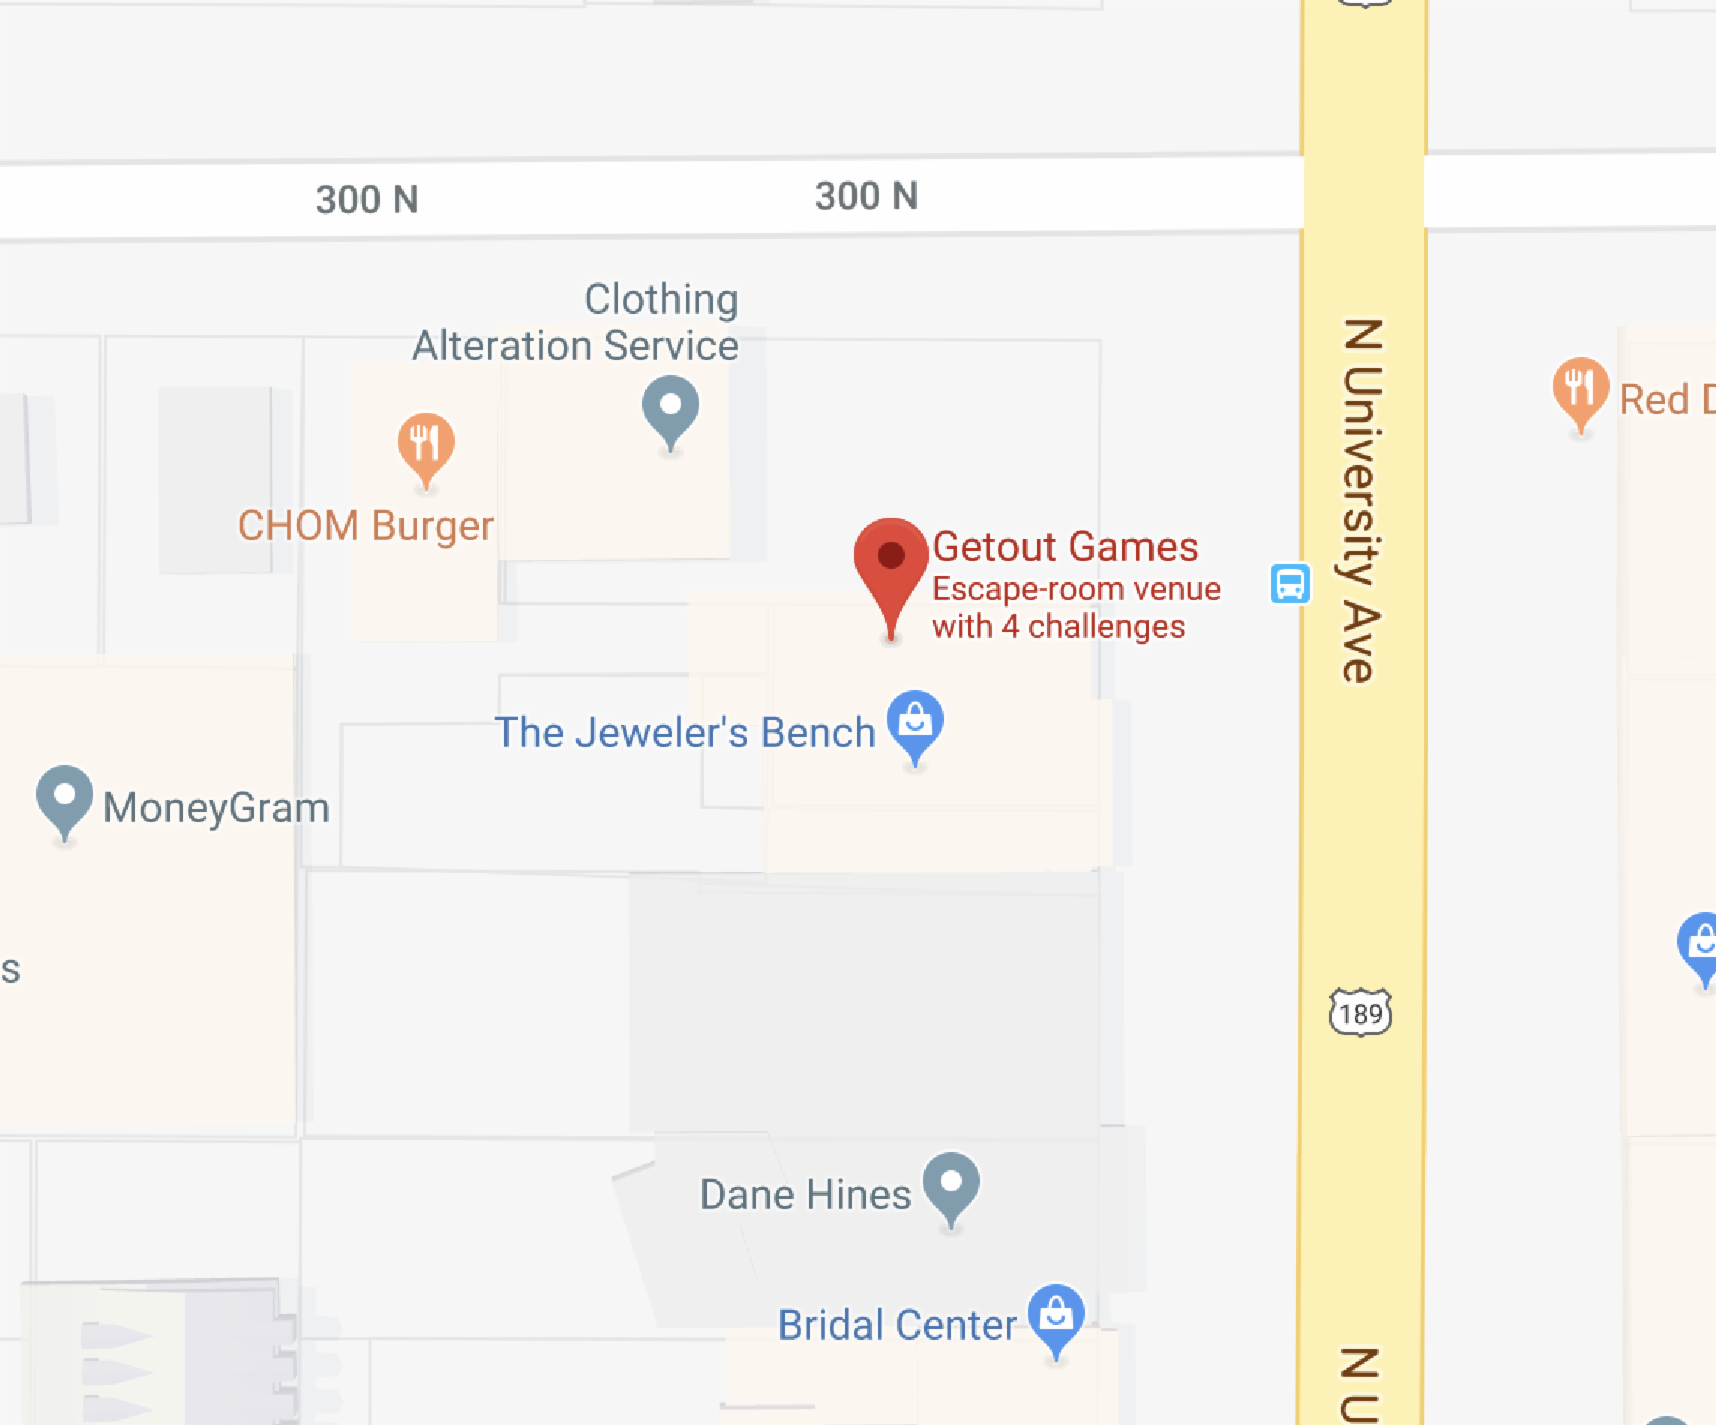 300 N
300 N
Clothing
Alteration Service
CHOM Burger
Getout Games
Escape-room venue
with 4 challenges
N University Ave
Red D
The Jeweler's Bench
MoneyGram
s
189
Dane Hines
Bridal Center
N U